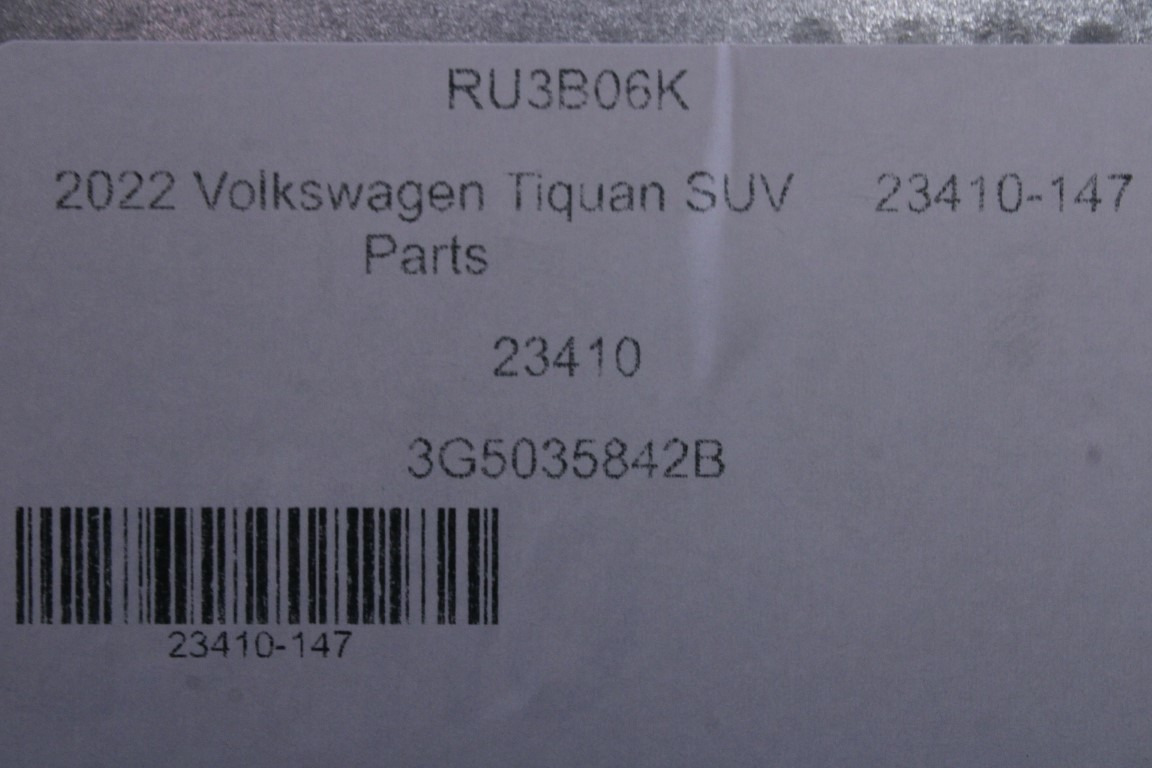 RU3B06K
2022 Volkswagen Tiquan SUV 23410-147
Parts
23410
3G5035842B
23410-147